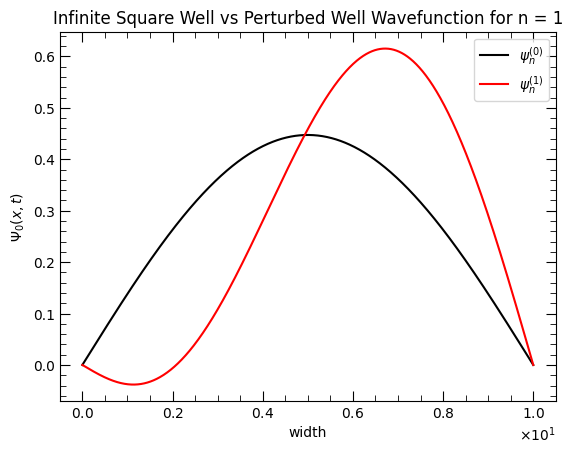 Infinite Square Well vs Perturbed Well Wavefunction for n = 1
ψₙ⁽⁰⁾
ψₙ⁽¹⁾
Ψ₀(x, t)
0.6
0.5
0.4
0.3
0.2
0.1
0.0
0.0 0.2 0.4 0.6 0.8 1.0
×10¹
width